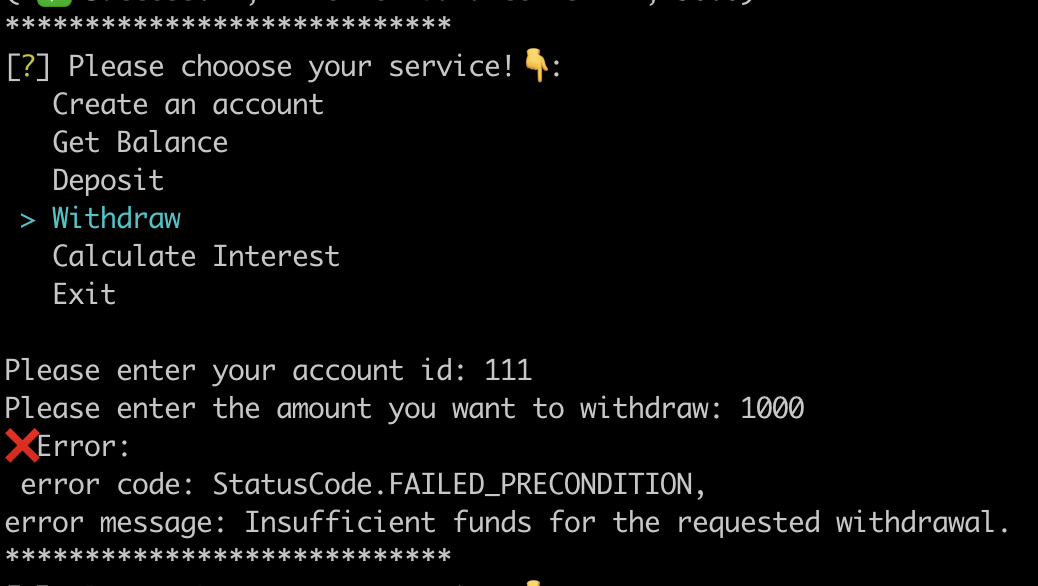 ****************************
[?] Please chooose your service!👇:
   Create an account
   Get Balance
   Deposit
 > Withdraw
   Calculate Interest
   Exit
Please enter your account id: 111
Please enter the amount you want to withdraw: 1000
❌Error:
 error code: StatusCode.FAILED_PRECONDITION,
error message: Insufficient funds for the requested withdrawal.
****************************